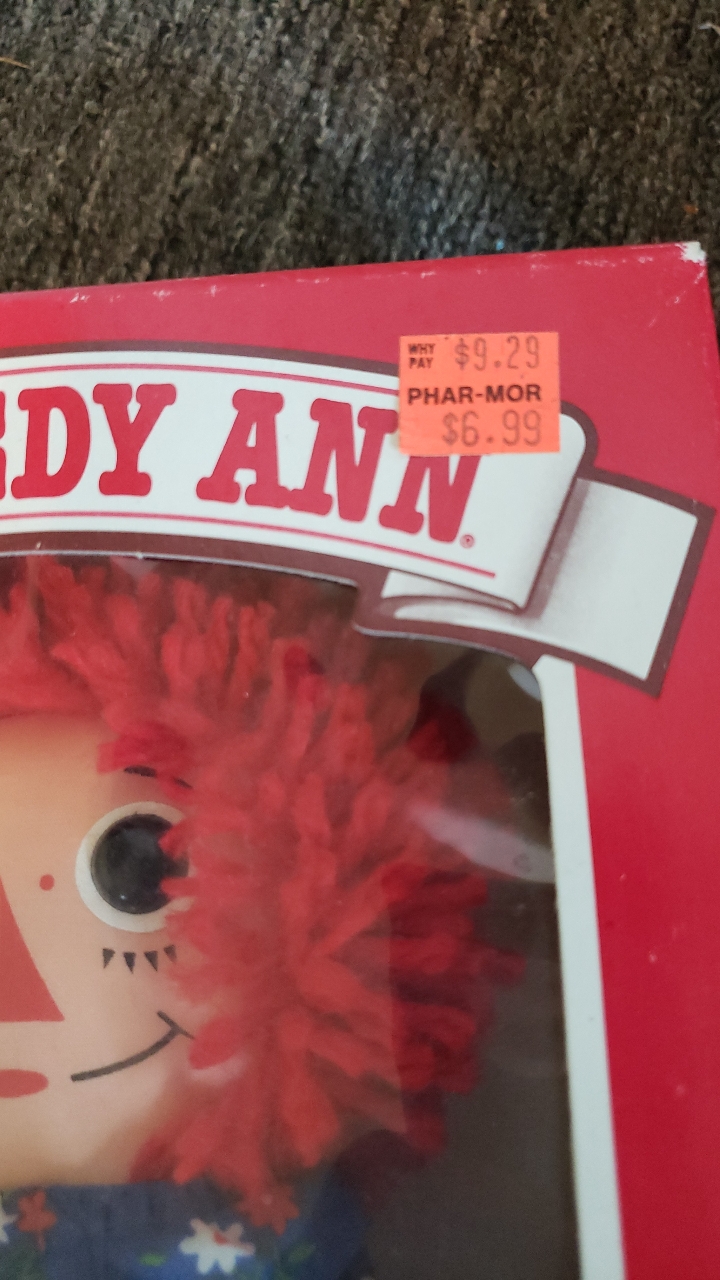 WHY PAY $9.29
PHAR-MOR
$6.99
DY ANN®